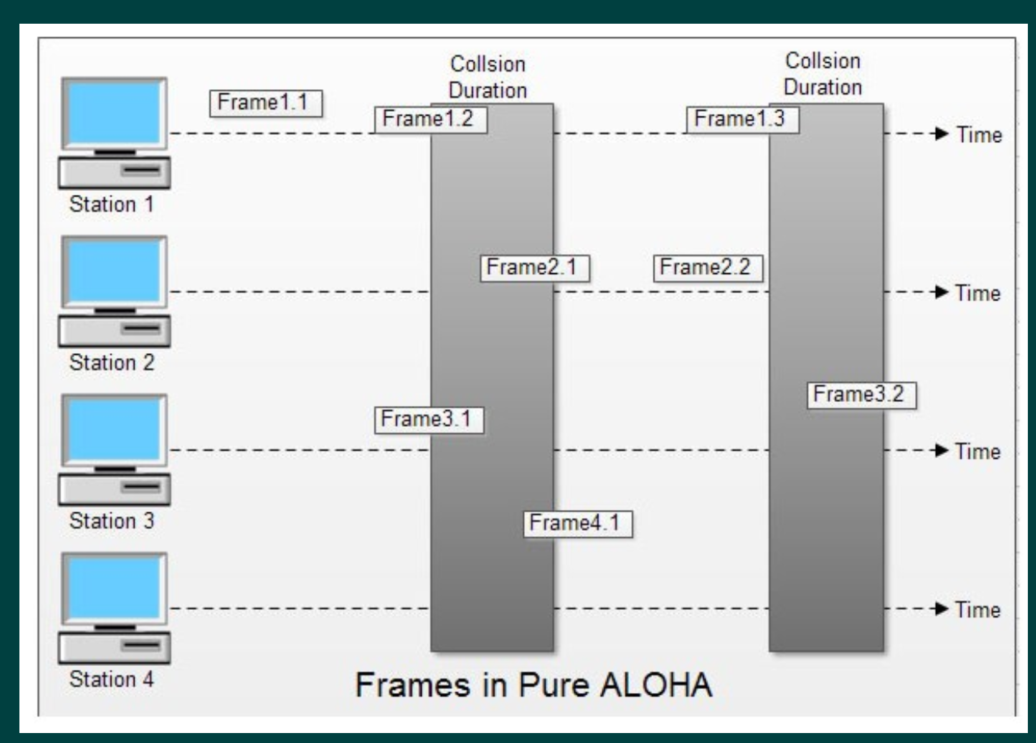 Collsion
Duration
Collsion
Duration
Frame1.1
Frame1.2
Frame1.3
Time
Station 1
Frame2.1
Frame2.2
Time
Station 2
Frame3.2
Frame3.1
Time
Station 3
Frame4.1
Time
Station 4
Frames in Pure ALOHA